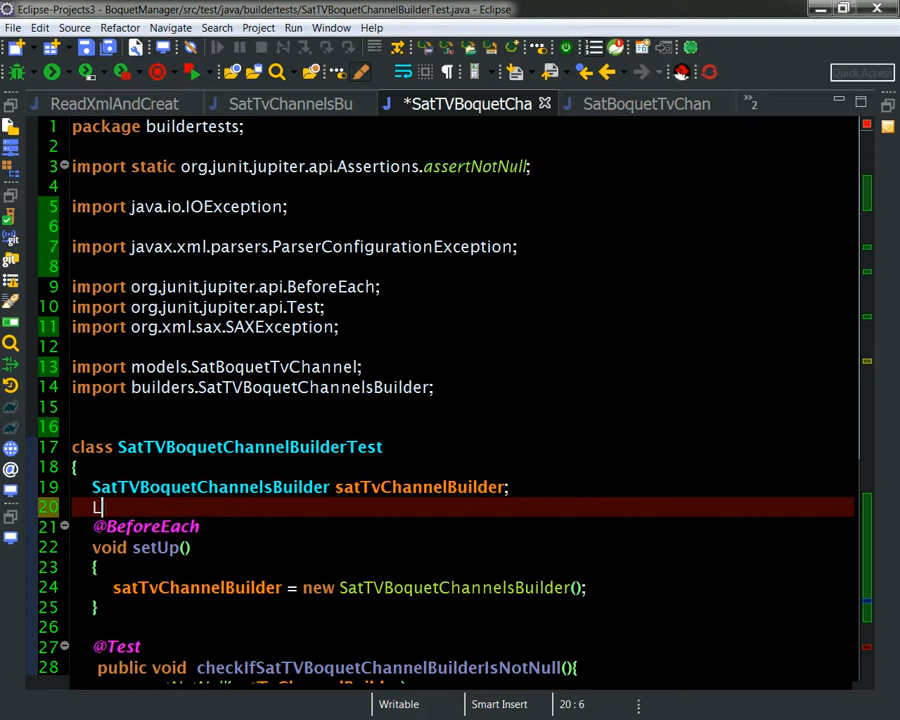 Eclipse-Projects3 - BoquetManager/src/test/java/buildertests/SatTVBoquetChannelBuilderTest.java - Eclipse
File Edit Source Refactor Navigate Search Project Run Window Help
Quick Access
ReadXmlAndCreat SatTvChannelsBu *SatTVBoquetCha SatBoquetTvChan »2
1 package buildertests;
2
3 import static org.junit.jupiter.api.Assertions.assertNotNull;
4
5 import java.io.IOException;
6
7 import javax.xml.parsers.ParserConfigurationException;
8
9 import org.junit.jupiter.api.BeforeEach;
10 import org.junit.jupiter.api.Test;
11 import org.xml.sax.SAXException;
12
13 import models.SatBoquetTvChannel;
14 import builders.SatTVBoquetChannelsBuilder;
15
16
17 class SatTVBoquetChannelBuilderTest
18 {
19 SatTVBoquetChannelsBuilder satTvChannelBuilder;
20 L
21 @BeforeEach
22 void setUp()
23 {
24 satTvChannelBuilder = new SatTVBoquetChannelsBuilder();
25 }
26
27 @Test
28 public void checkIfSatTVBoquetChannelBuilderIsNotNull(){
Writable Smart Insert 20 : 6